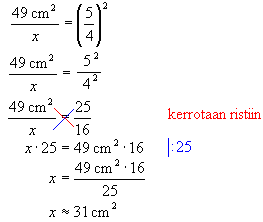 49 cm² / x = (5/4)²
49 cm² / x = 5² / 4²
49 cm² / x = 25 / 16 kerrotaan ristiin
x · 25 = 49 cm² · 16 |: 25
x = 49 cm² · 16 / 25
x ≈ 31 cm²